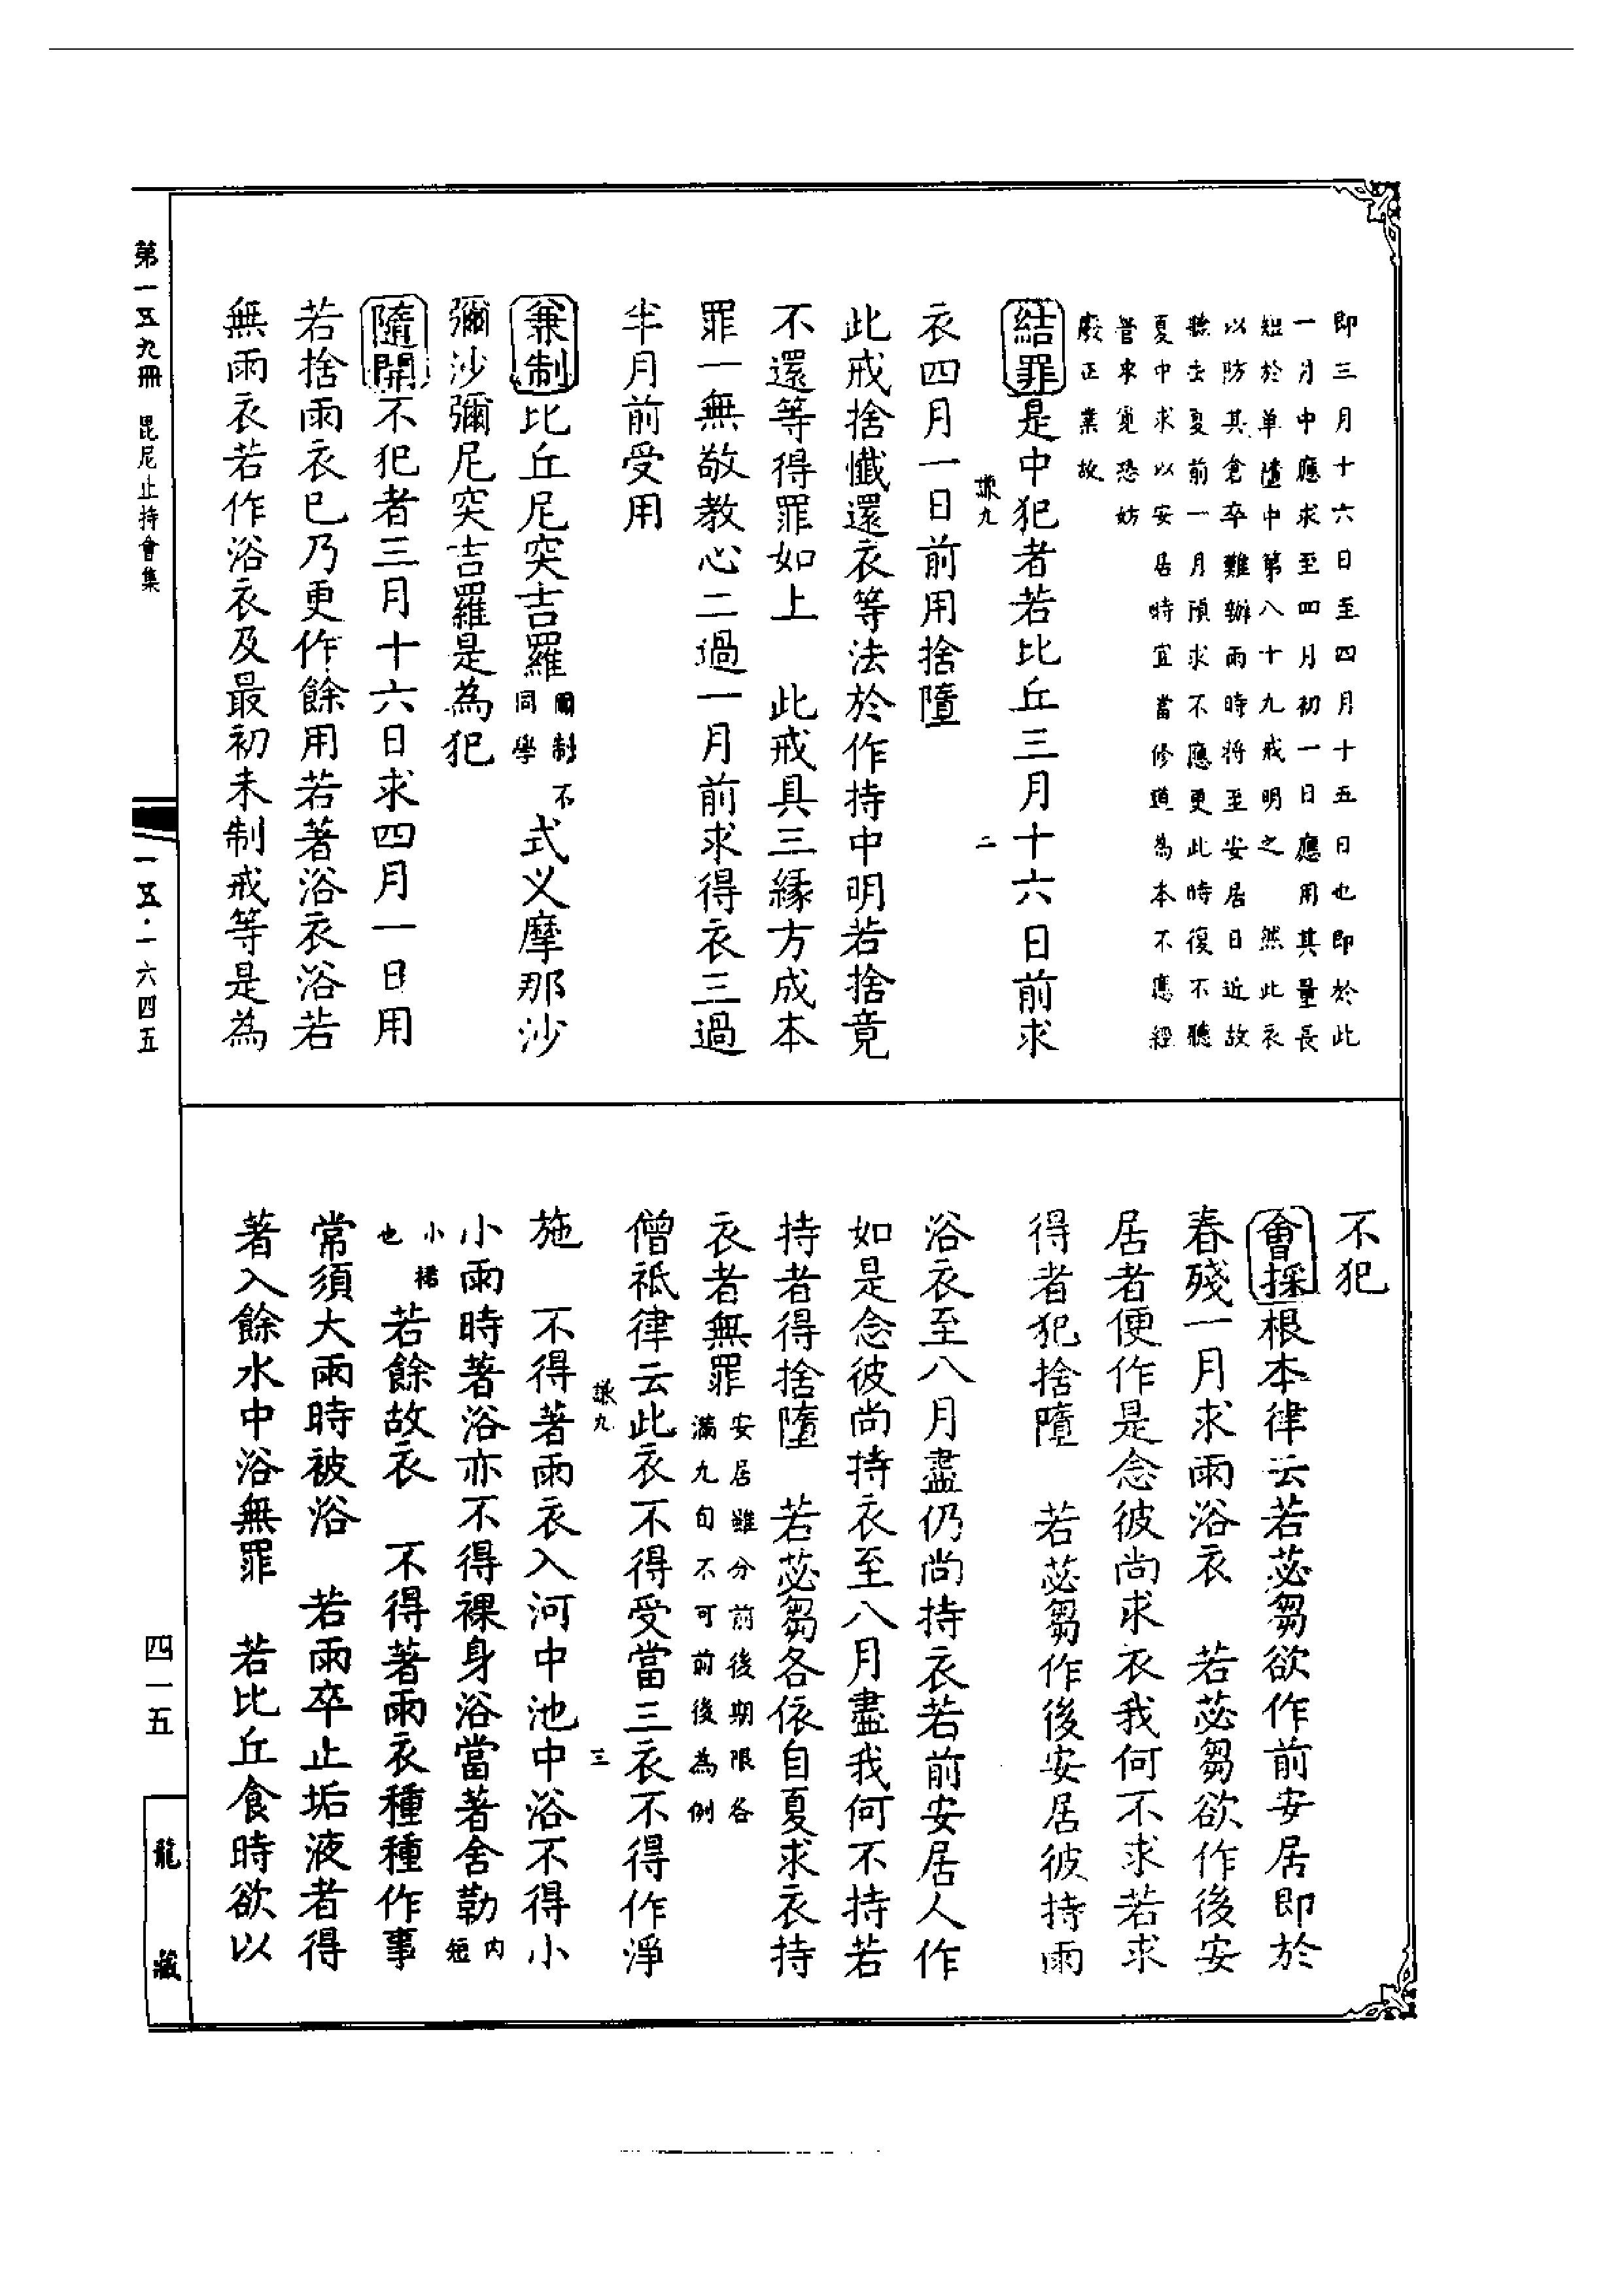 即三月十六日至四月十五日也即於此
一月中應求至四月初一日應用其量長
短於单墮中第八十九戒明之　然此衣
以防其倉卒難辦雨時將至安居日近故
聽去夏前一月預求不應更此時復不聽
夏中求以安居時宜當修道為本不應經
營求覓恐妨
廢正業故
結罪是中犯者若比丘三月十六日前求
譏九　二
衣四月一日前用捨墮
此戒捨懺還衣等法於作持中明若捨竟
不還等得罪如上　此戒具三緣方成本
罪一無敬教心二過一月前求得衣三過
半月前受用
兼制比丘尼突吉羅圖制不同學　式义摩那沙
彌沙彌尼突吉羅是為犯
隨開不犯者三月十六日求四月一日用
若捨雨衣已乃更作餘用若著浴衣浴若
無雨衣若作浴衣及最初未制戒等是為
第一五九冊　毘尼止持會集
一五·一六四五
不犯
會採根本律云若苾芻欲作前安居即於
春殘一月求雨浴衣　若苾芻欲作後安
居者便作是念彼尚求衣我何不求若求
得者犯捨墮　若苾芻作後安居彼持雨
浴衣至八月盡仍尚持衣若前安居人作
如是念彼尚持衣至八月盡我何不持若
持者得捨墮　若苾芻各依自夏求衣持
衣者無罪安居雖分前後期限各滿九旬不可前後為例
僧祇律云此衣不得受當三衣不得作淨
譏九　三
施　不得著雨衣入河中池中浴不得小
小雨時著浴亦不得裸身浴當著舍勒內短
小裙也　若餘故衣　不得著雨衣種種作事
常須大雨時被浴　若雨卒止垢液者得
著入餘水中浴無罪　若比丘食時欲以
四一五
龍藏